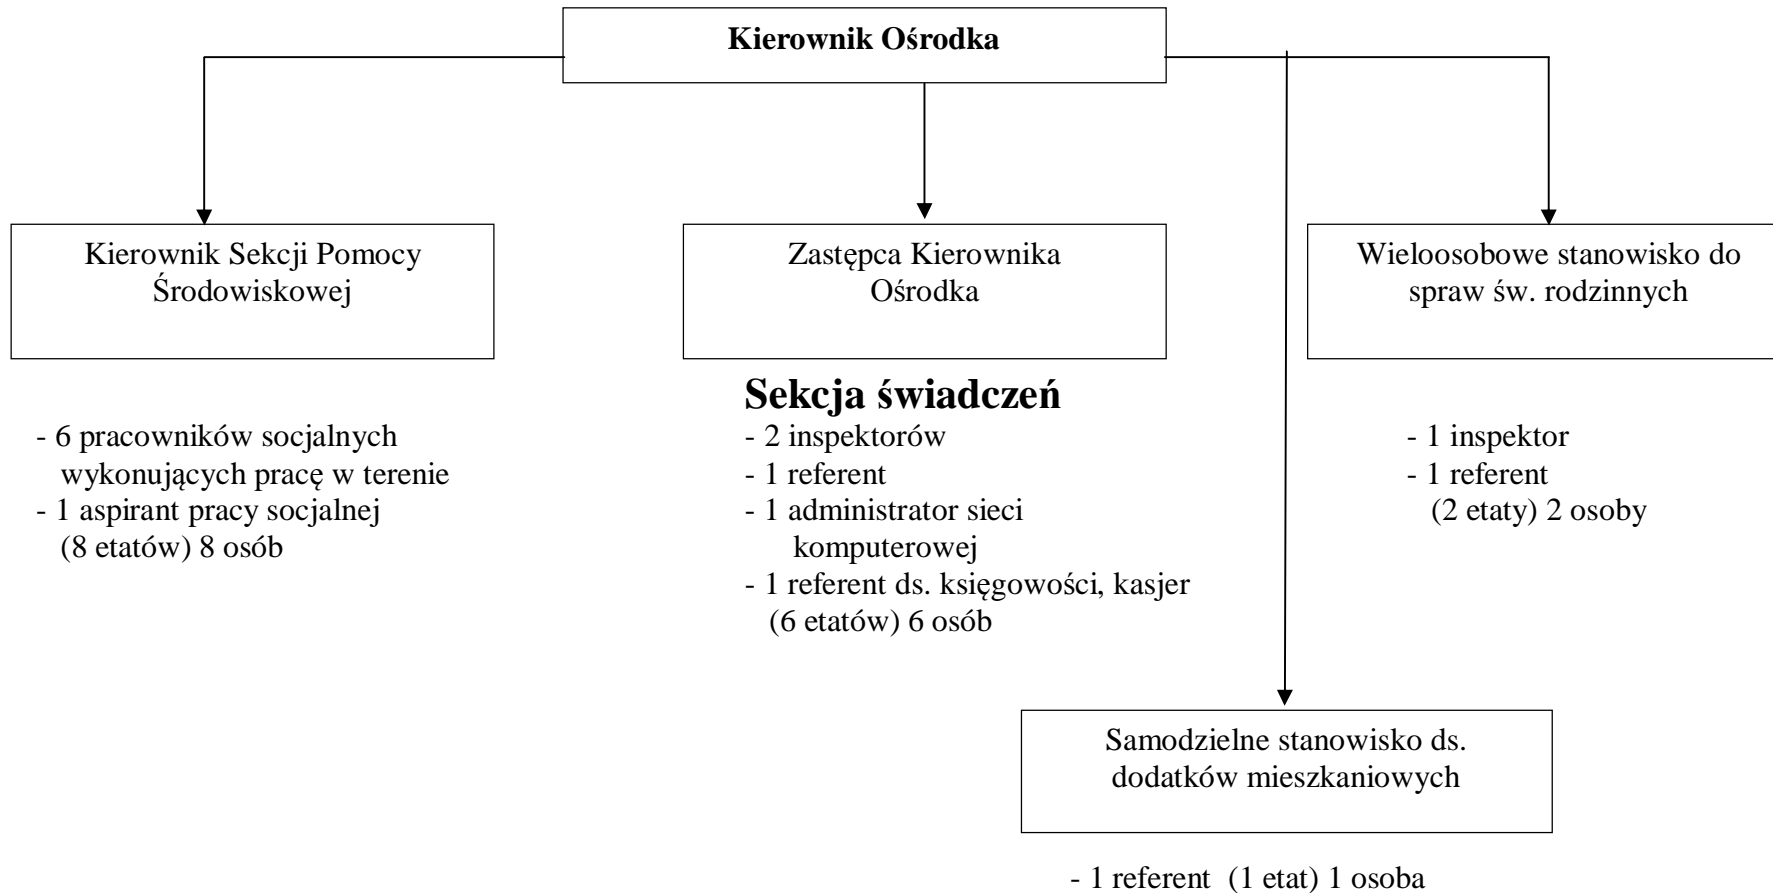 Kierownik Ośrodka
Kierownik Sekcji Pomocy
Środowiskowej
Zastępca Kierownika
Ośrodka
Wieloosobowe stanowisko do
spraw św. rodzinnych
- 6 pracowników socjalnych
wykonujących pracę w terenie
- 1 aspirant pracy socjalnej
(8 etatów) 8 osób
Sekcja świadczeń
- 2 inspektorów
- 1 referent
- 1 administrator sieci
komputerowej
- 1 referent ds. księgowości, kasjer
(6 etatów) 6 osób
- 1 inspektor
- 1 referent
(2 etaty) 2 osoby
Samodzielne stanowisko ds.
dodatków mieszkaniowych
- 1 referent (1 etat) 1 osoba